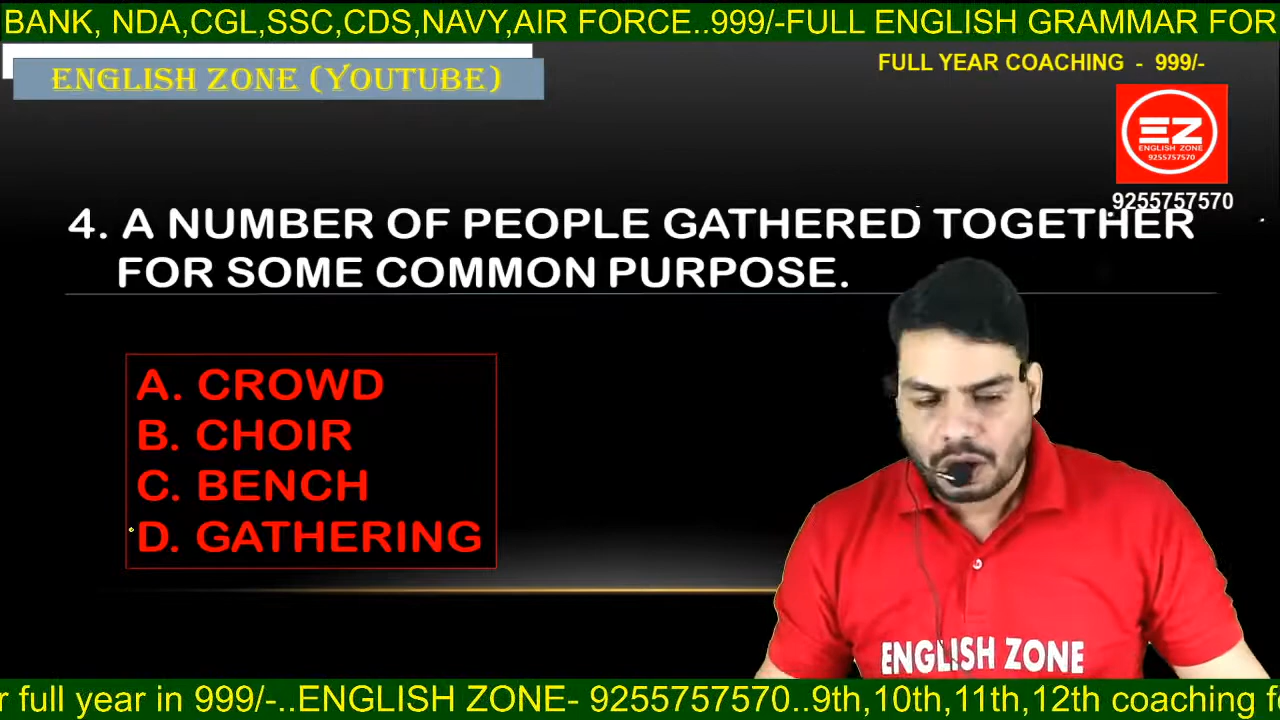 BANK, NDA,CGL,SSC,CDS,NAVY,AIR FORCE..999/-FULL ENGLISH GRAMMAR FOR
ENGLISH ZONE (YOUTUBE)
FULL YEAR COACHING - 999/-
EZ
ENGLISH ZONE
9255757570
9255757570
4. A NUMBER OF PEOPLE GATHERED TOGETHER
FOR SOME COMMON PURPOSE.
A. CROWD
B. CHOIR
C. BENCH
D. GATHERING
ENGLISH ZONE
r full year in 999/-..ENGLISH ZONE- 9255757570..9th,10th,11th,12th coaching f